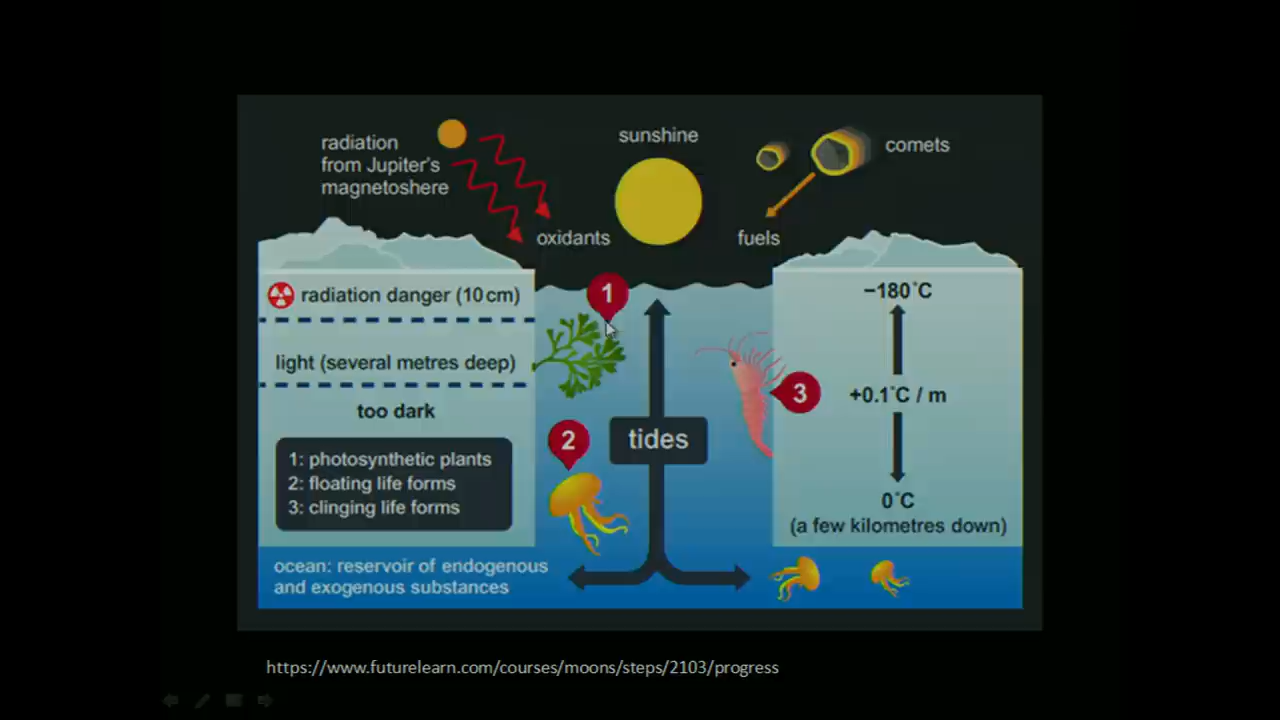 radiation
from Jupiter's
magnetoshere
sunshine
comets
oxidants
fuels
radiation danger (10 cm)
light (several metres deep)
too dark
1: photosynthetic plants
2: floating life forms
3: clinging life forms
ocean: reservoir of endogenous
and exogenous substances
1
2
tides
3
−180°C
+0.1°C / m
0°C
(a few kilometres down)
https://www.futurelearn.com/courses/moons/steps/2103/progress